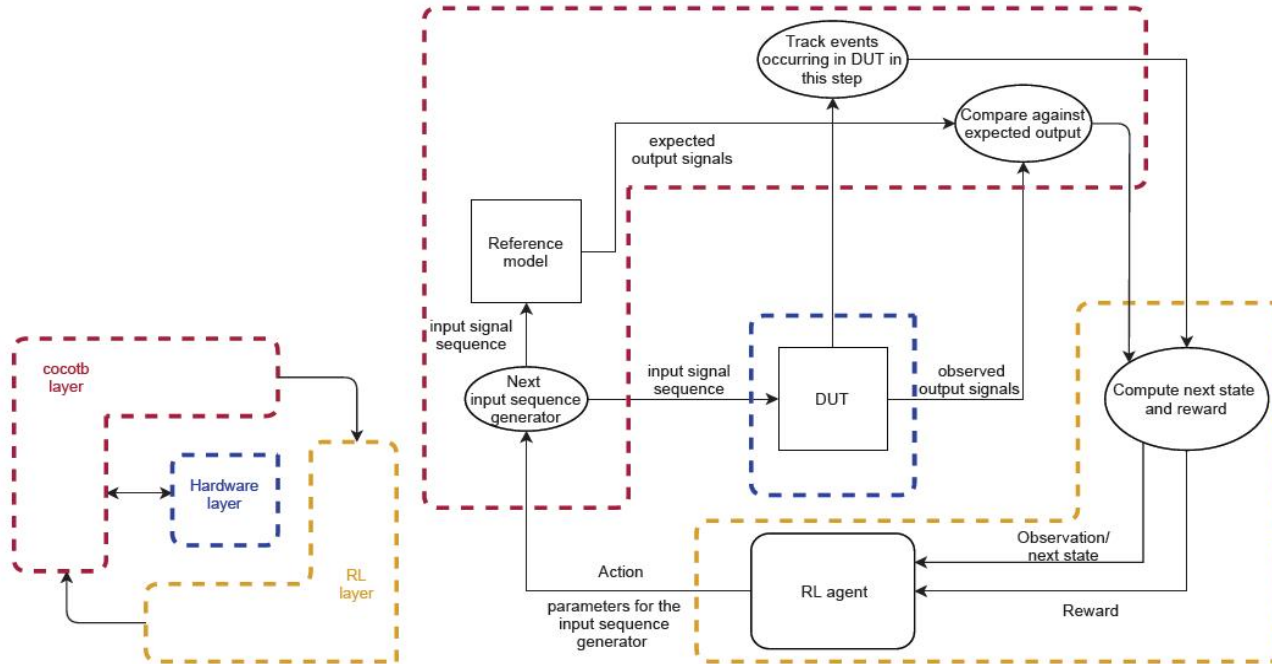 Track events
occurring in DUT in
this step
Compare against
expected output
expected
output signals
Reference
model
input signal
sequence
Next
input sequence
generator
input signal
sequence
DUT
observed
output signals
Compute next state
and reward
cocotb
layer
Hardware
layer
RL
layer
Observation/
next state
Action
parameters for the
input sequence
generator
RL agent
Reward